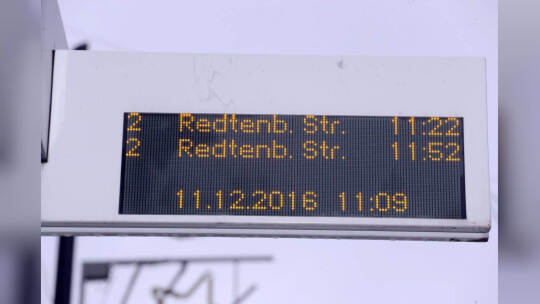 2 Redtenb. Str. 11:22
2 Redtenb. Str. 11:52
11.12.2016 11:09